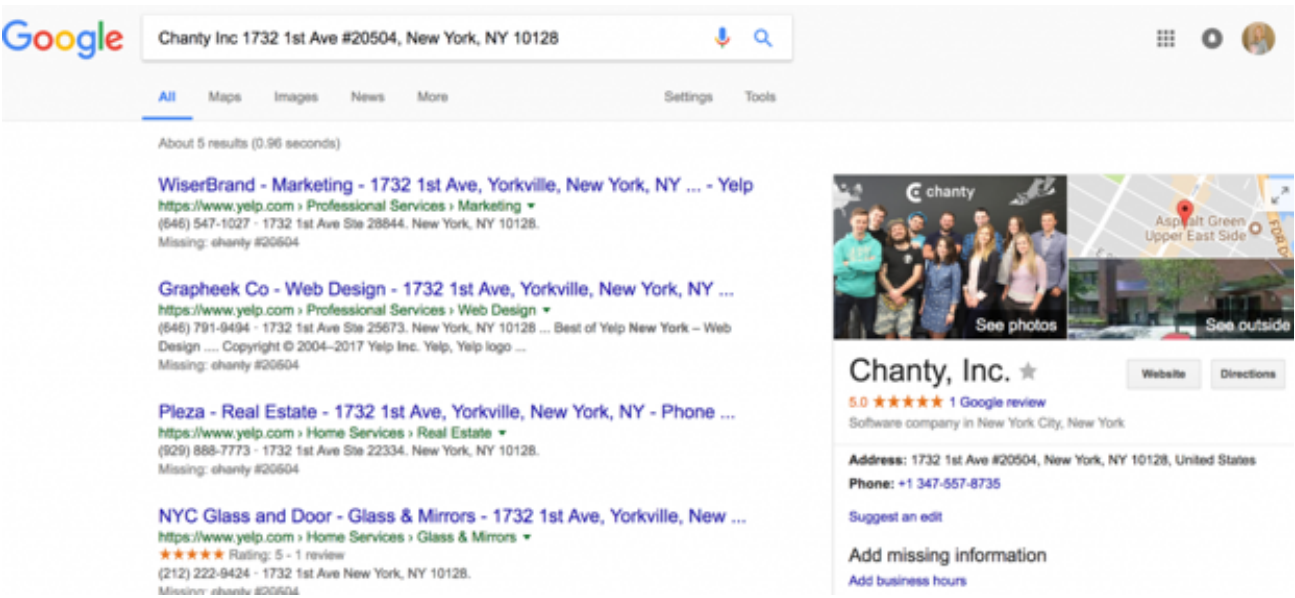 Google
Chanty Inc 1732 1st Ave #20504, New York, NY 10128
All Maps Images News More Settings Tools
About 5 results (0.96 seconds)
WiserBrand - Marketing - 1732 1st Ave, Yorkville, New York, NY ... - Yelp
https://www.yelp.com › Professional Services › Marketing
(646) 547-1027 · 1732 1st Ave Ste 28844. New York, NY 10128.
Missing: chanty #20504
Grapheek Co - Web Design - 1732 1st Ave, Yorkville, New York, NY ...
https://www.yelp.com › Professional Services › Web Design
(646) 791-9494 · 1732 1st Ave Ste 25673. New York, NY 10128 ... Best of Yelp New York – Web
Design .... Copyright © 2004–2017 Yelp Inc. Yelp, Yelp logo ...
Missing: chanty #20504
Pleza - Real Estate - 1732 1st Ave, Yorkville, New York, NY - Phone ...
https://www.yelp.com › Home Services › Real Estate
(929) 888-7773 · 1732 1st Ave Ste 22334. New York, NY 10128.
Missing: chanty #20504
NYC Glass and Door - Glass & Mirrors - 1732 1st Ave, Yorkville, New ...
https://www.yelp.com › Home Services › Glass & Mirrors
Rating: 5 - 1 review
(212) 222-9424 · 1732 1st Ave New York, NY 10128.
Missing: chanty #20504
chanty
Asphalt Green
Upper East Side
FDR D
See photos
See outside
Chanty, Inc.
Website
Directions
5.0 1 Google review
Software company in New York City, New York
Address: 1732 1st Ave #20504, New York, NY 10128, United States
Phone: +1 347-557-8735
Suggest an edit
Add missing information
Add business hours